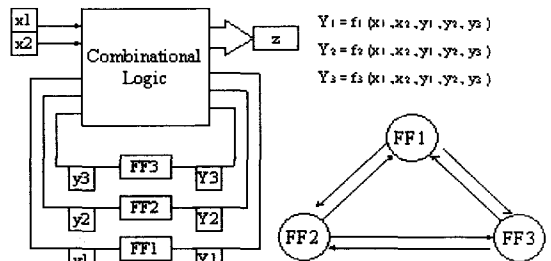 x1
x2
Combinational
Logic
z
Y1 = f1 (x1 , x2 , y1 , y2 , y3)
Y2 = f2 (x1 , x2 , y1 , y2 , y3)
Y3 = f3 (x1 , x2 , y1 , y2 , y3)
y3
FF3
Y3
y2
FF2
Y2
y1
FF1
Y1
FF1
FF2
FF3